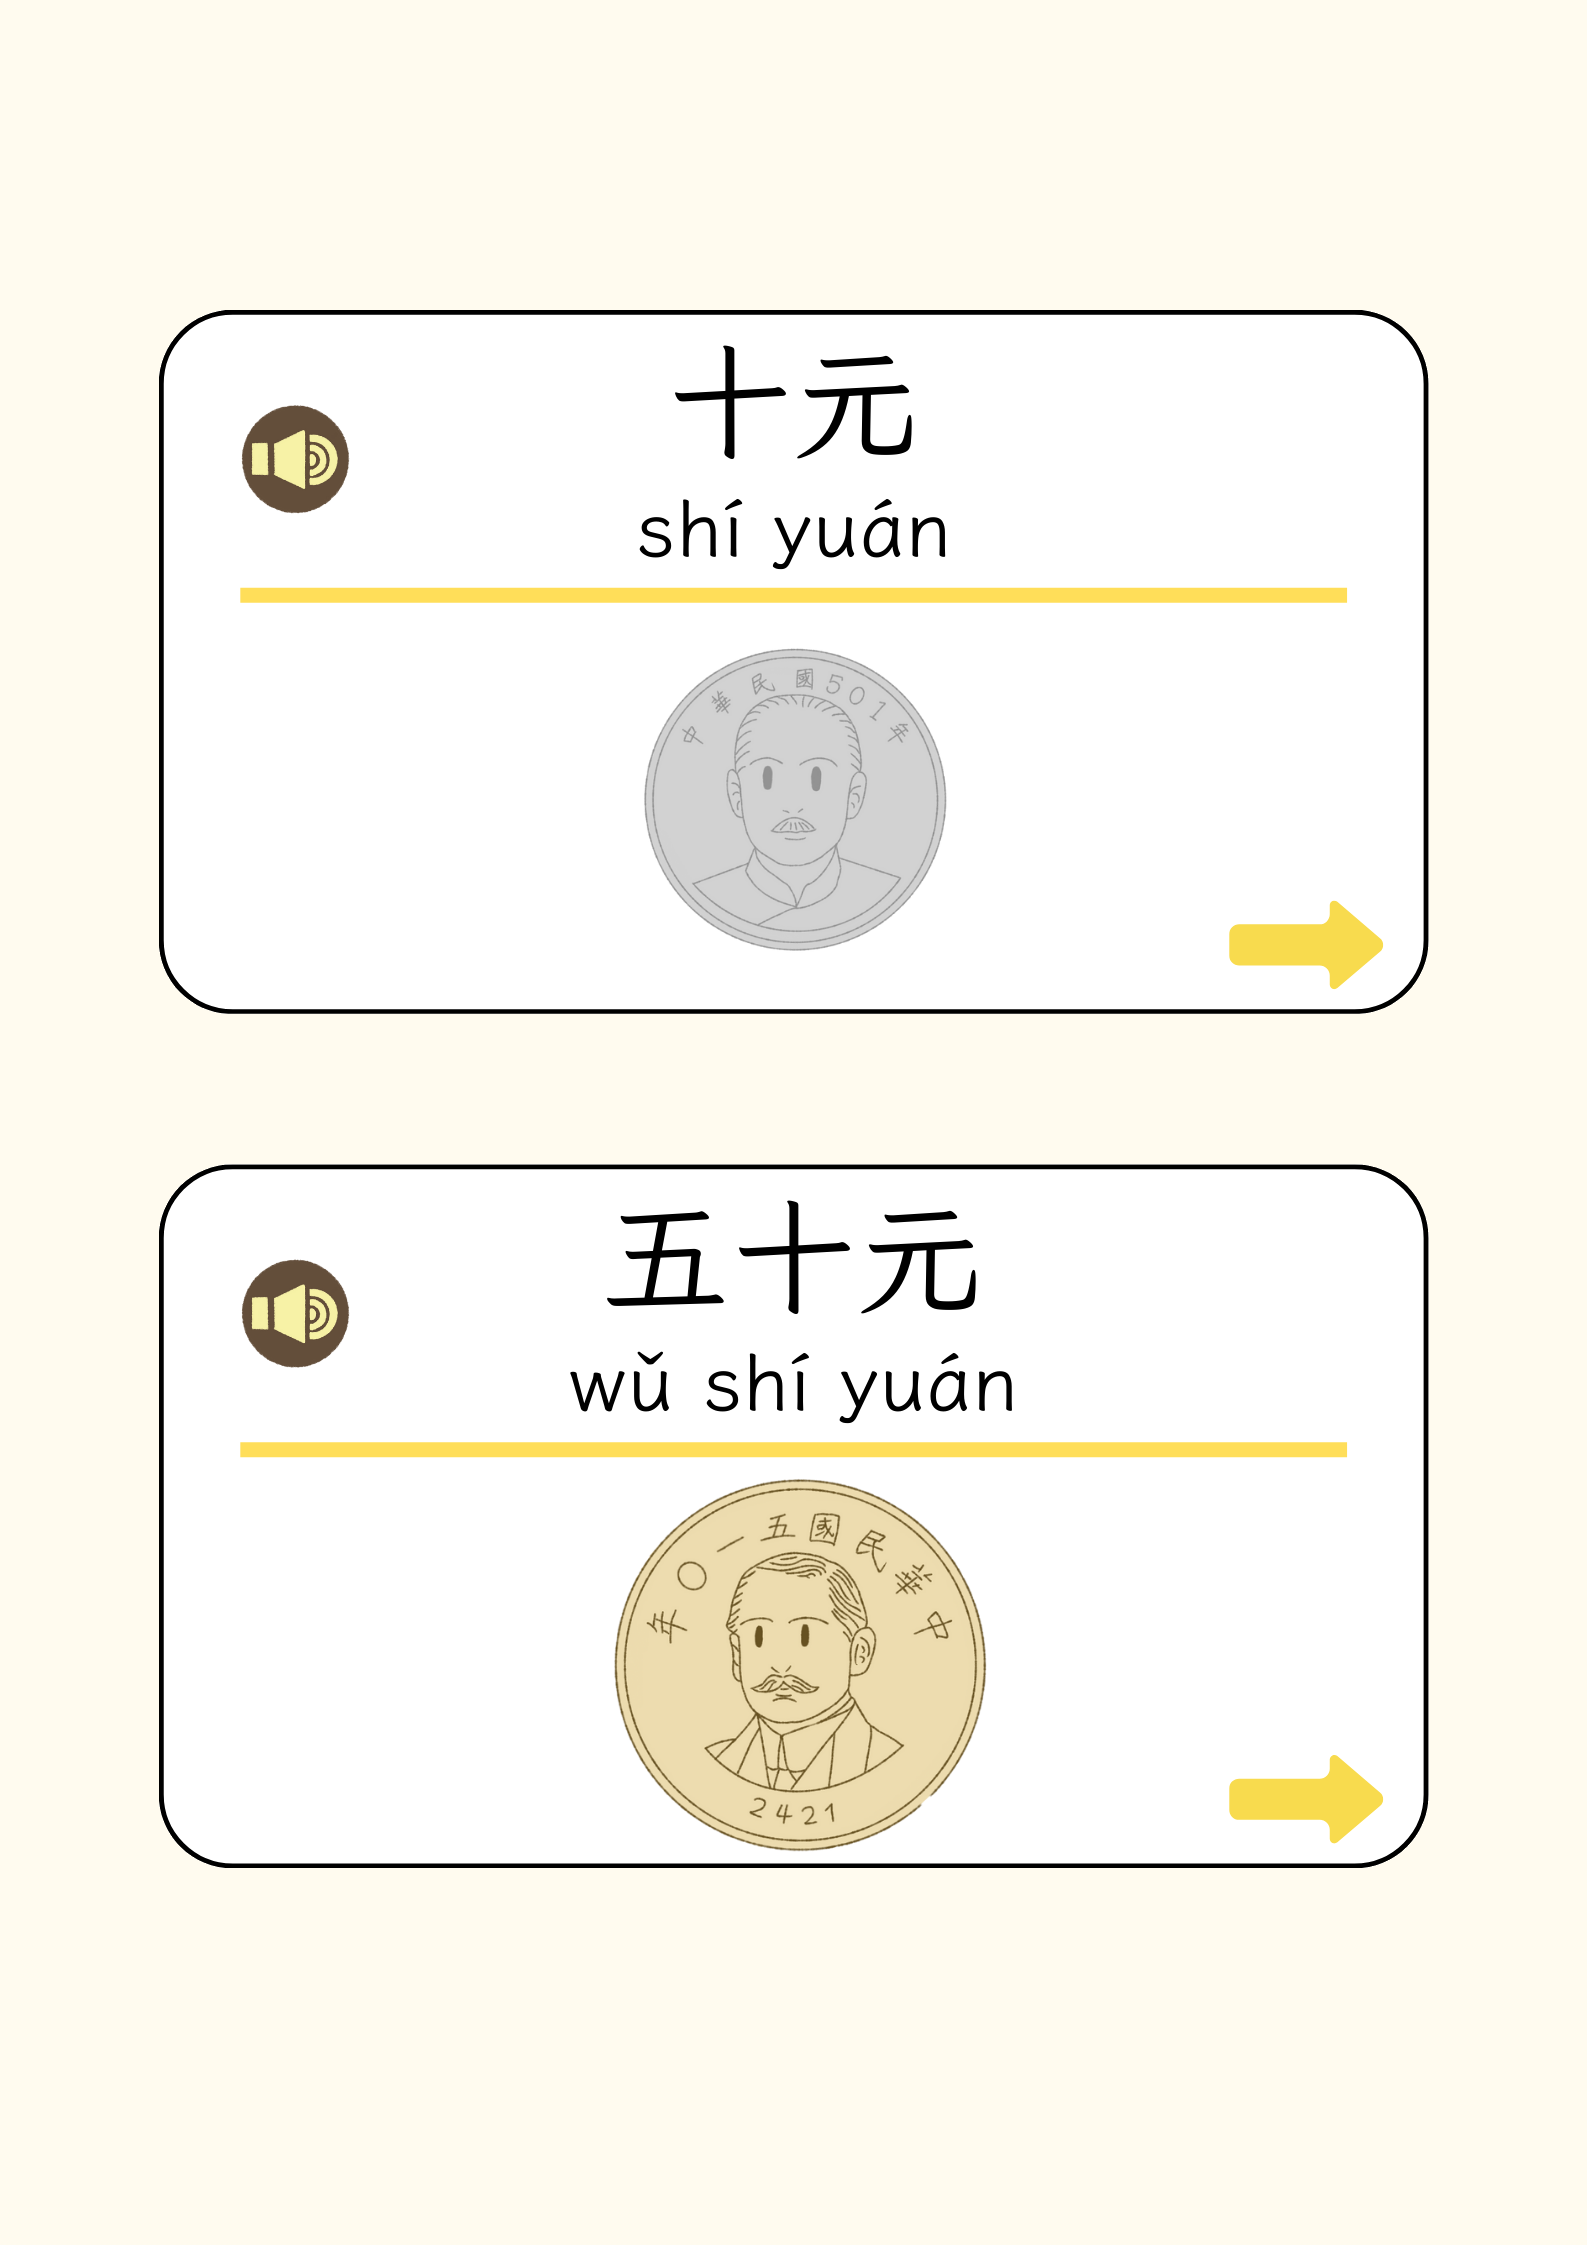 十元
shí yuán
中華民國501年
五十元
wǔ shí yuán
年〇一五國民華中
2421